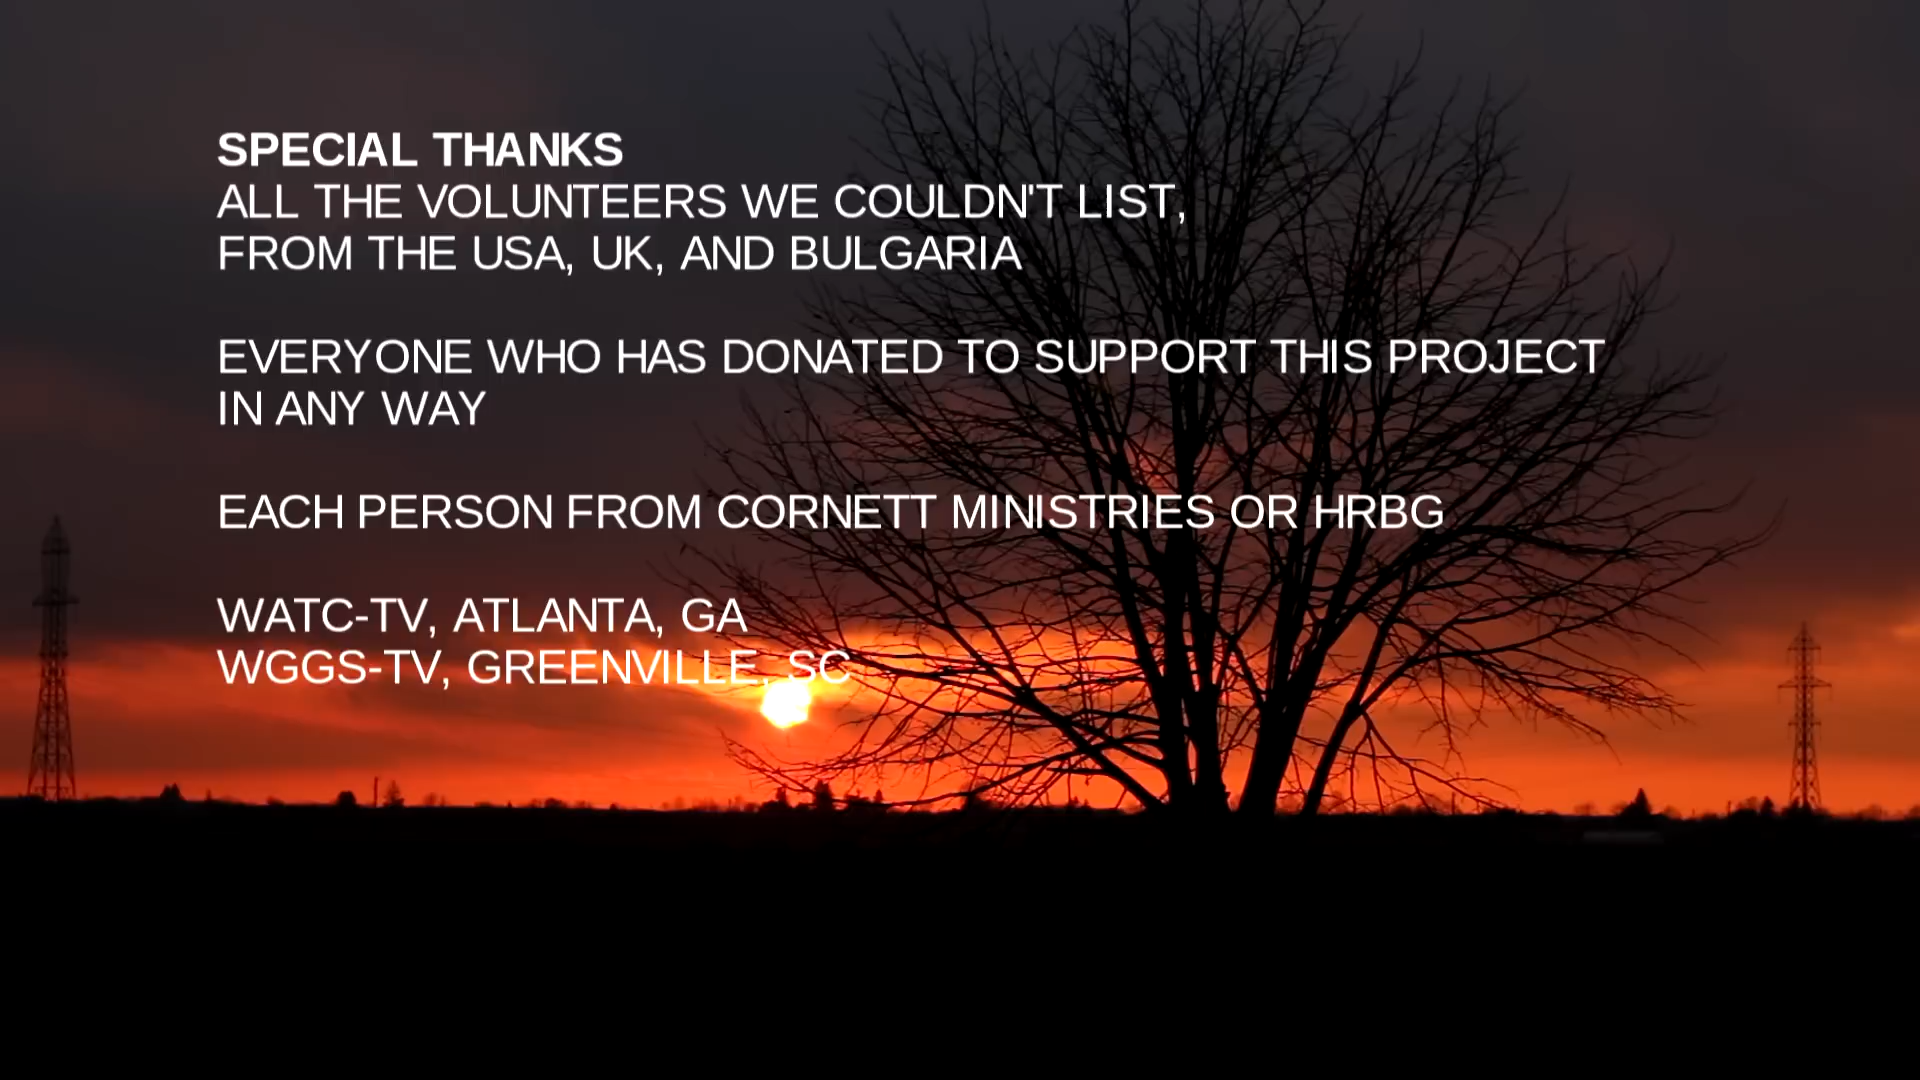 SPECIAL THANKS
ALL THE VOLUNTEERS WE COULDN'T LIST,
FROM THE USA, UK, AND BULGARIA
EVERYONE WHO HAS DONATED TO SUPPORT THIS PROJECT
IN ANY WAY
EACH PERSON FROM CORNETT MINISTRIES OR HRBG
WATC-TV, ATLANTA, GA
WGGS-TV, GREENVILLE, SC